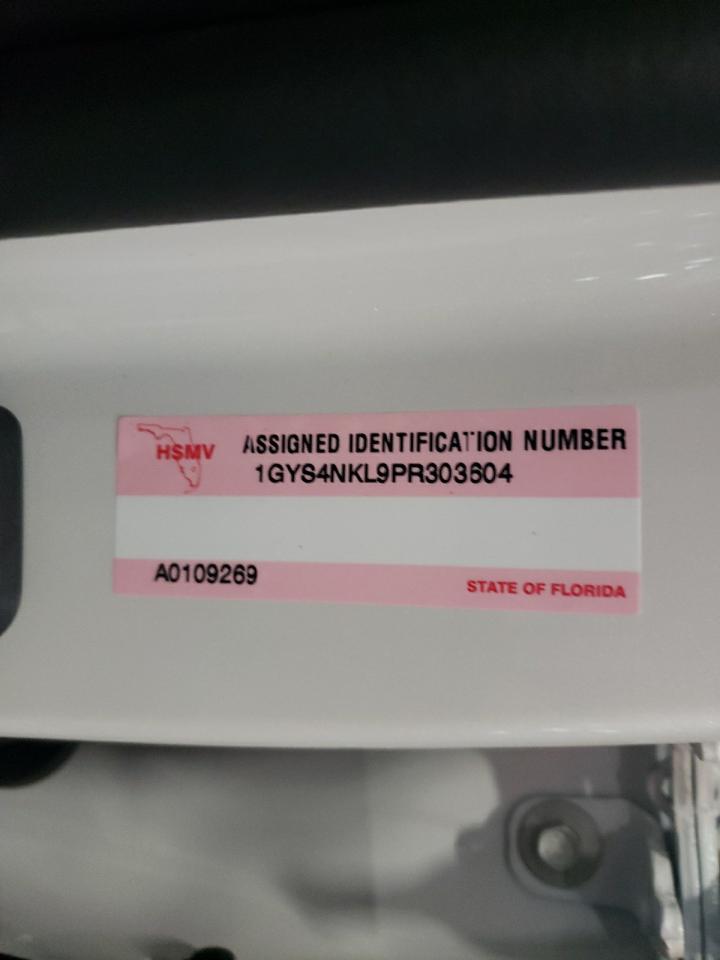 HSMV
ASSIGNED IDENTIFICATION NUMBER
1GYS4NKL9PR303604
A0109269
STATE OF FLORIDA